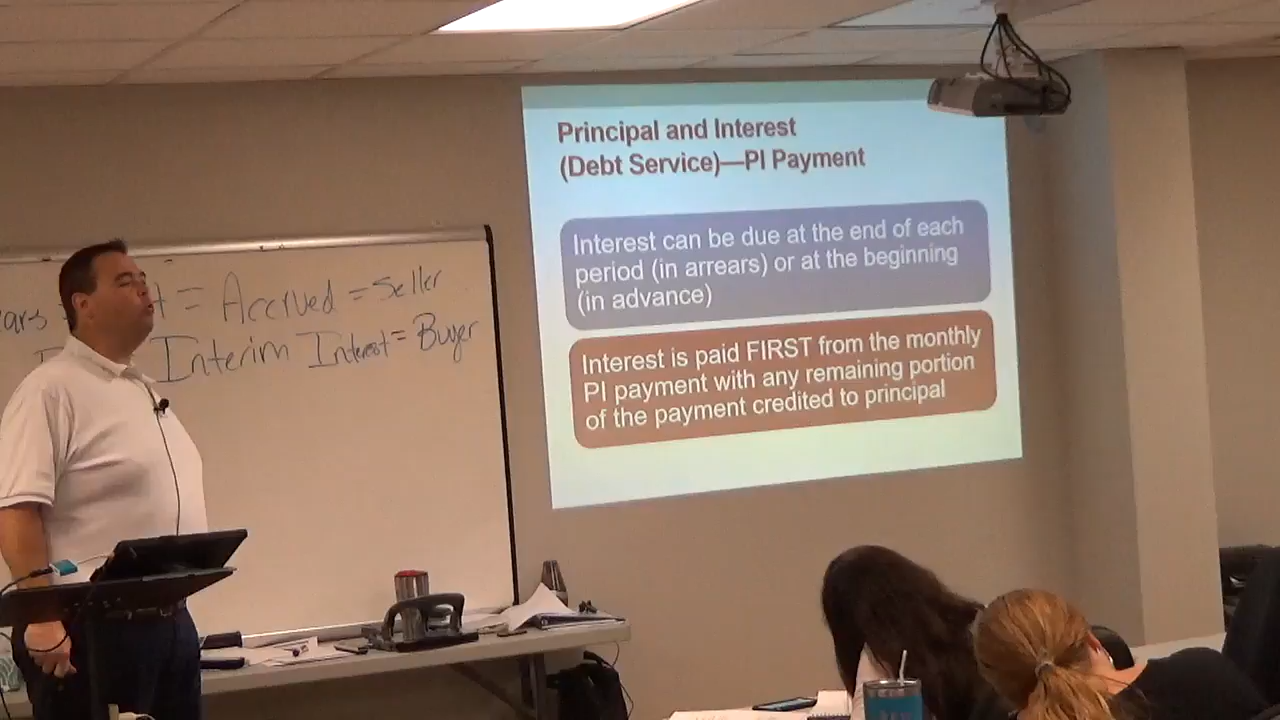 Principal and Interest
(Debt Service)—PI Payment
Interest can be due at the end of each
period (in arrears) or at the beginning
(in advance)
Interest is paid FIRST from the monthly
PI payment with any remaining portion
of the payment credited to principal
= Accrued = Seller
Interim Interest = Buyer